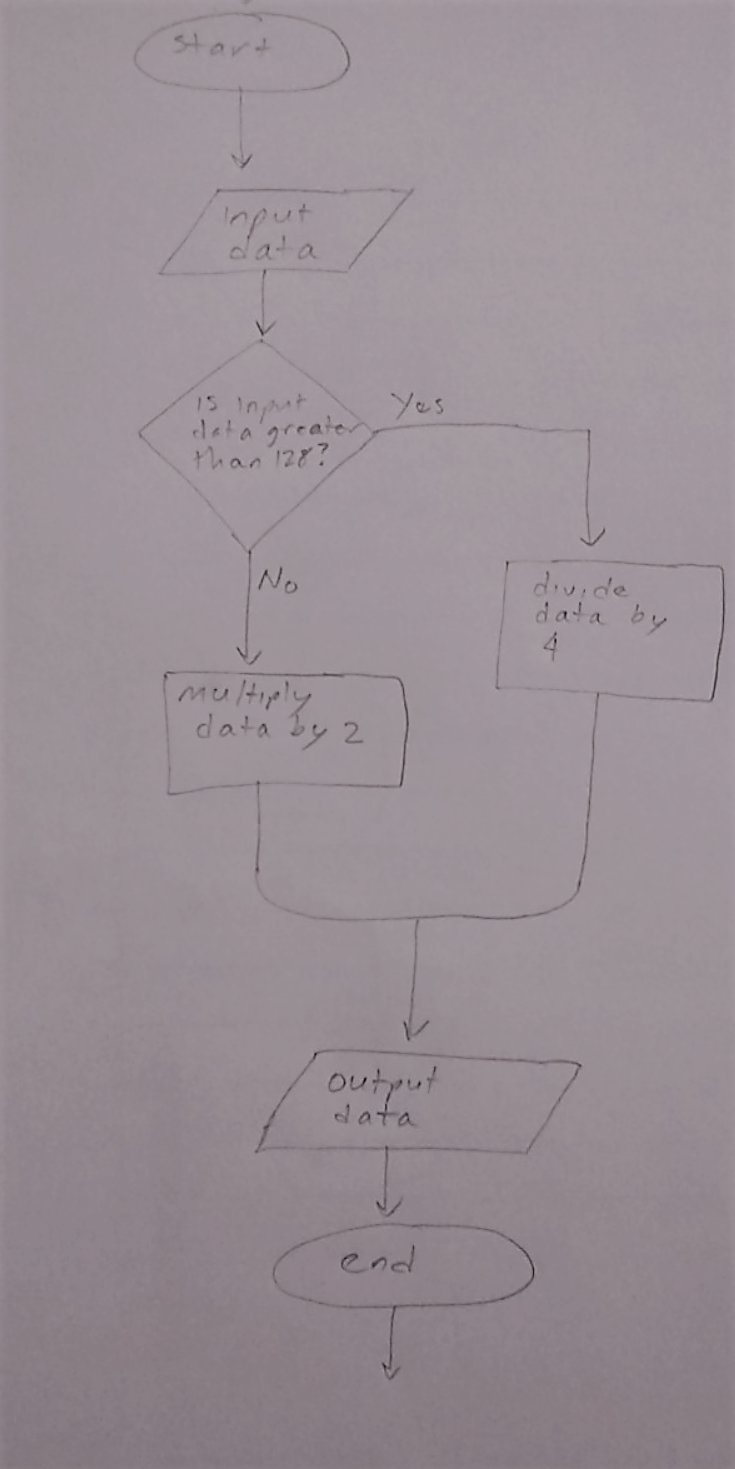 start
input
data
is input
data greater
than 128?
Yes
No
divide
data by
4
multiply
data by 2
output
data
end